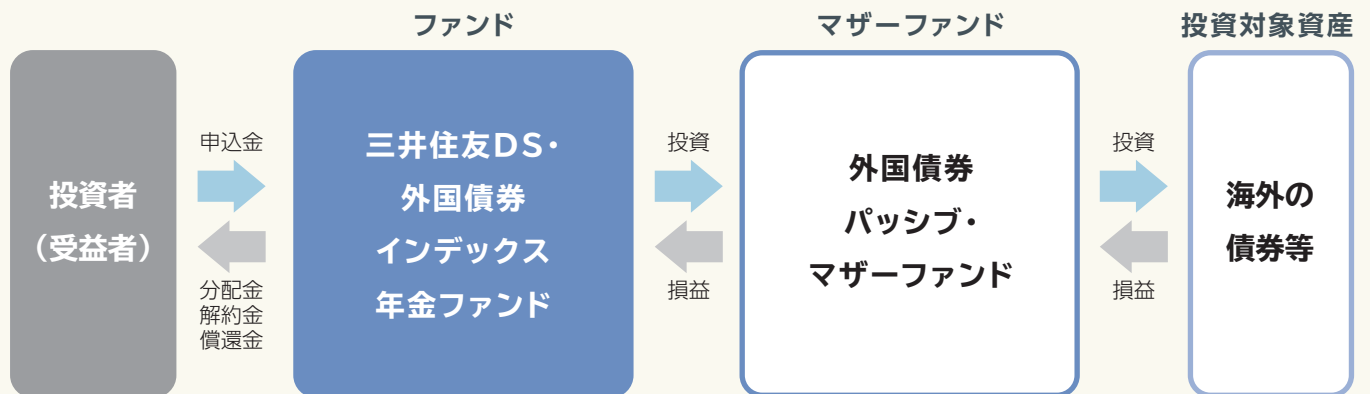 ファンド
マザーファンド
投資対象資産
投資者
（受益者）
申込金
分配金
解約金
償還金
三井住友DS・
外国債券
インデックス
年金ファンド
投資
損益
外国債券
パッシブ・
マザーファンド
投資
損益
海外の
債券等